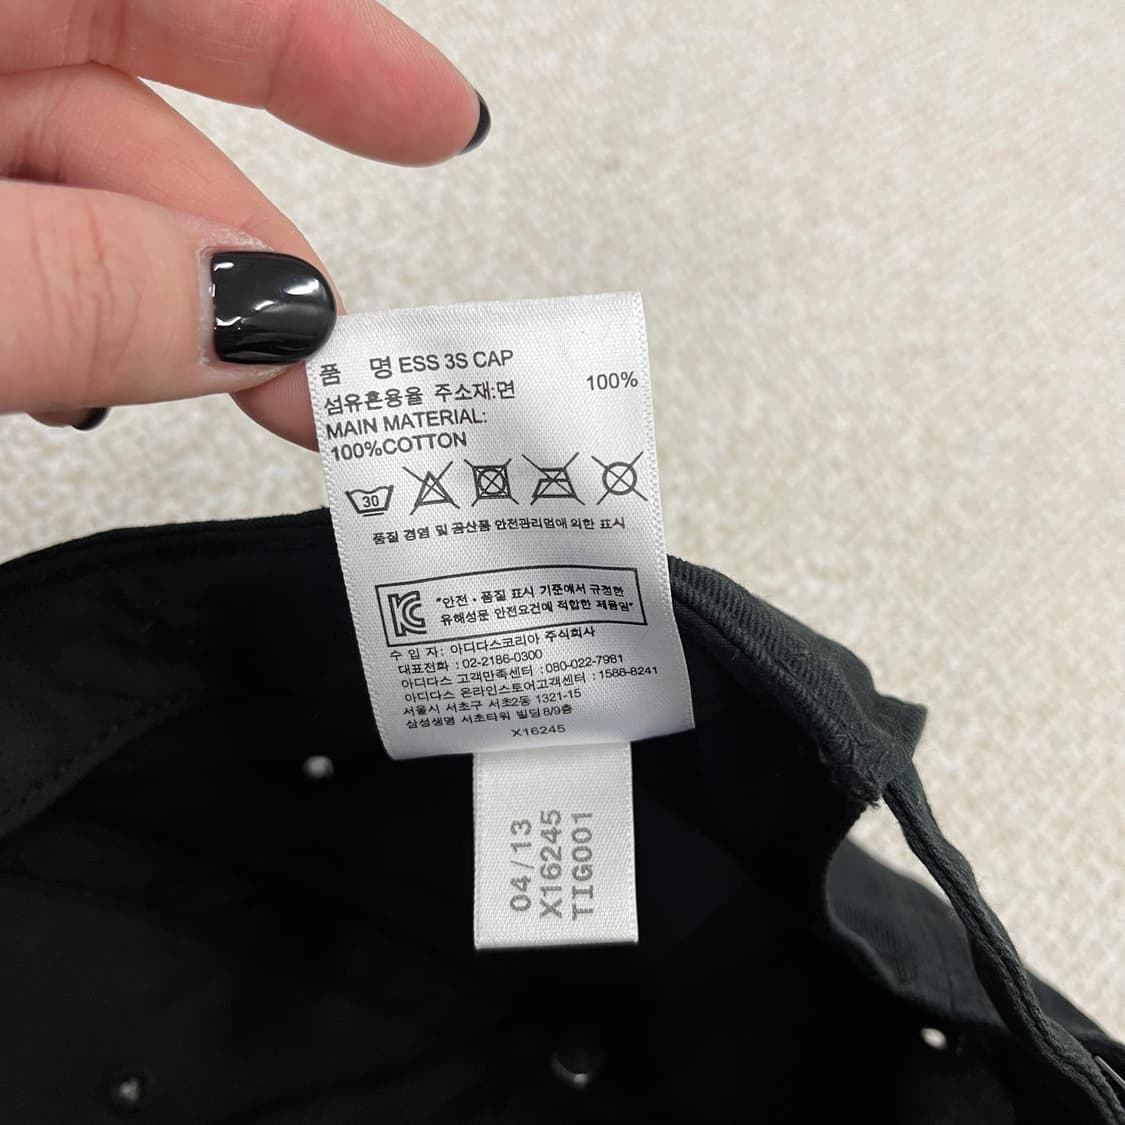 품 명 ESS 3S CAP
섬유혼용율 주소재:면 100%
MAIN MATERIAL:
100%COTTON
30
품질 경영 및 공산품 안전관리법에 의한 표시
"안전·품질 표시 기준에서 규정한
유해성문 안전요건에 적합한 제품임"
수 입 자: 아디다스코리아 주식회사
대표전화 : 02-2186-0300
아디다스 고객만족센터 : 080-022-7981
아디다스 온라인스토어고객센터 : 1588-8241
서울시 서초구 서초2동 1321-15
삼성생명 서초타워 빌딩 8/9층
X16245
04/13
X16245
TIG001